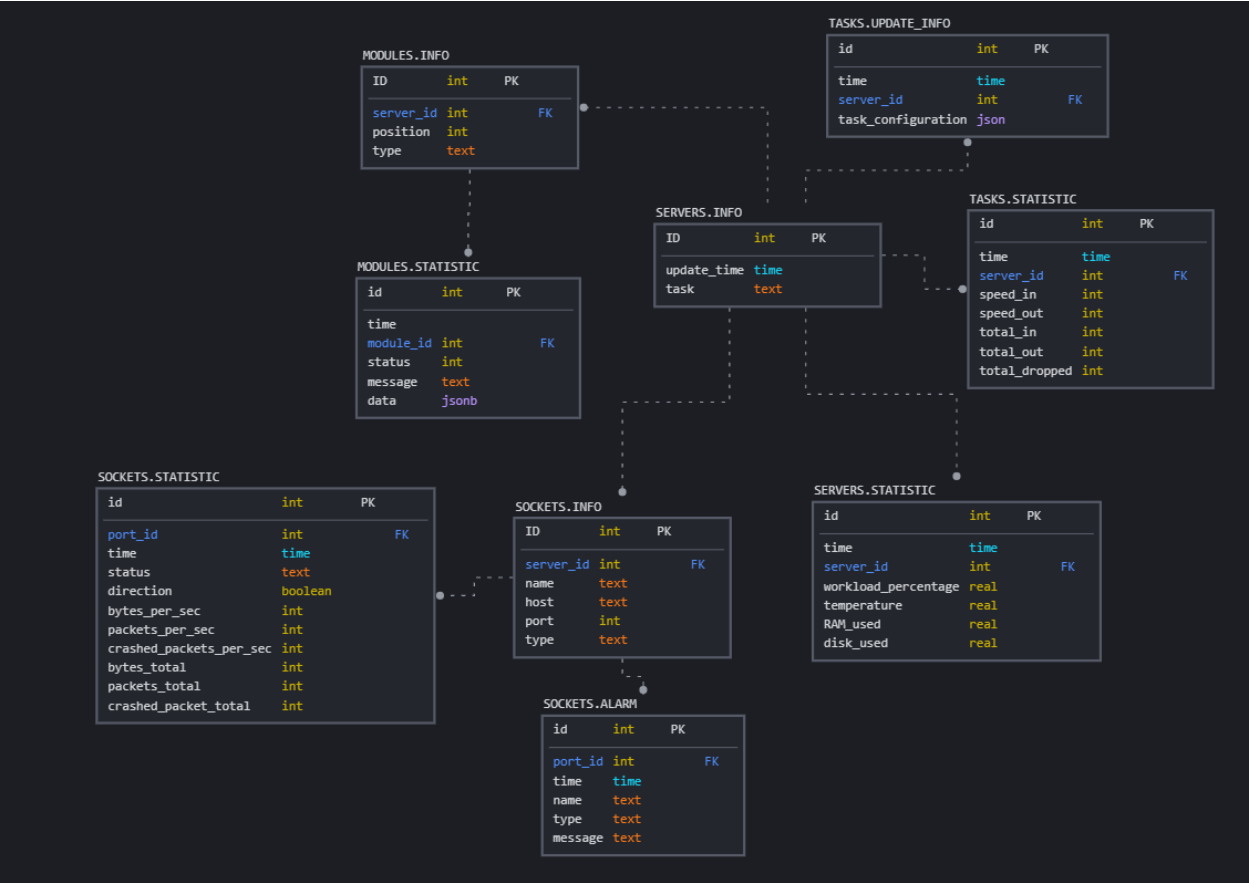 TASKS.UPDATE_INFO
id int PK
time time
server_id int FK
task_configuration json
MODULES.INFO
ID int PK
server_id int FK
position int
type text
SERVERS.INFO
ID int PK
update_time time
task text
TASKS.STATISTIC
id int PK
time time
server_id int FK
speed_in int
speed_out int
total_in int
total_out int
total_dropped int
MODULES.STATISTIC
id int PK
time
module_id int FK
status int
message text
data jsonb
SOCKETS.STATISTIC
id int PK
port_id int FK
time time
status text
direction boolean
bytes_per_sec int
packets_per_sec int
crashed_packets_per_sec int
bytes_total int
packets_total int
crashed_packet_total int
SOCKETS.INFO
ID int PK
server_id int FK
name text
host text
port int
type text
SERVERS.STATISTIC
id int PK
time time
server_id int FK
workload_percentage real
temperature real
RAM_used real
disk_used real
SOCKETS.ALARM
id int PK
port_id int FK
time time
name text
type text
message text